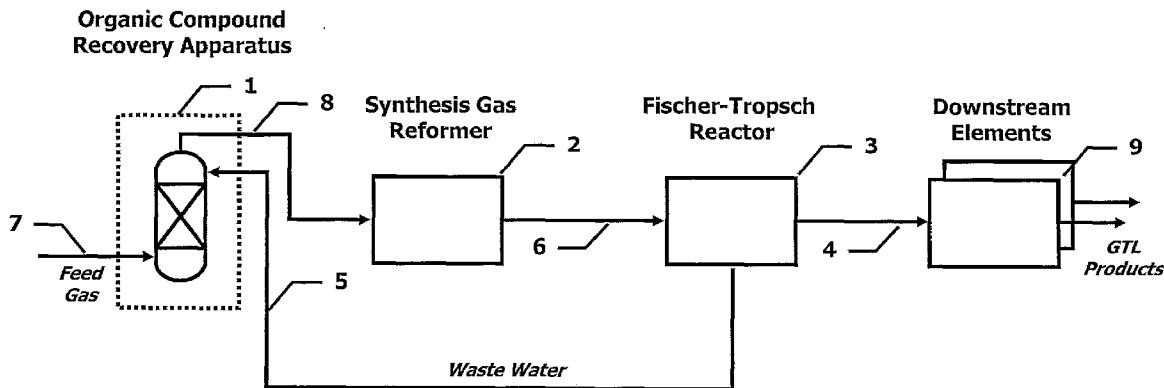 Organic Compound
Recovery Apparatus
1
8
Synthesis Gas
Reformer
2
Fischer-Tropsch
Reactor
3
Downstream
Elements
9
7
Feed
Gas
5
6
4
GTL
Products
Waste Water